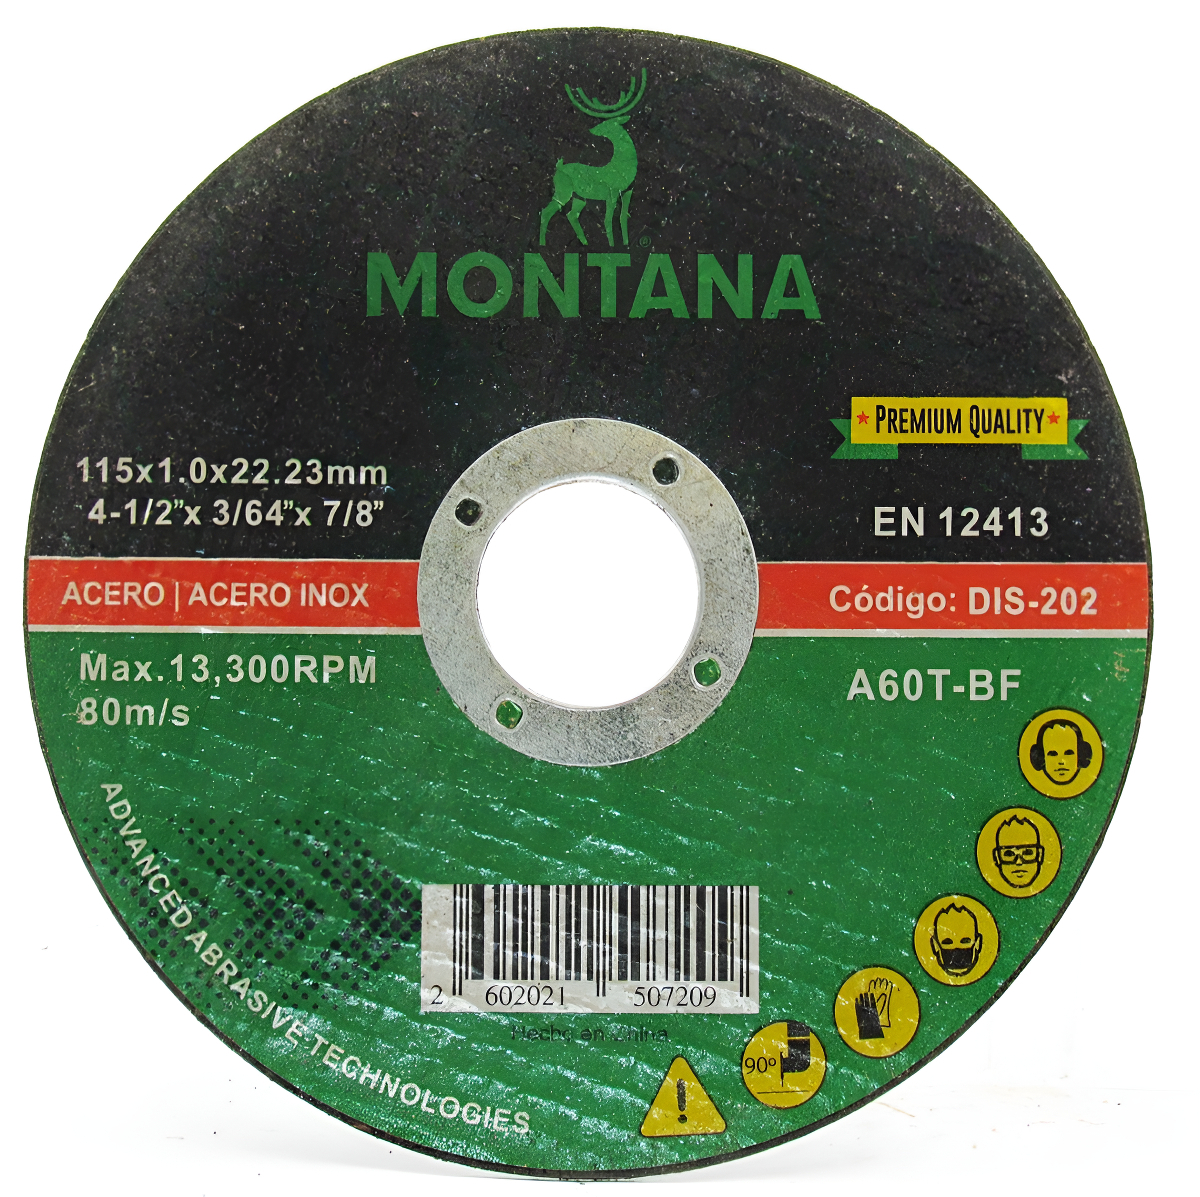 ®
MONTANA
PREMIUM QUALITY
115x1.0x22.23mm
4-1/2”x 3/64”x 7/8”
EN 12413
ACERO | ACERO INOX
Código: DIS-202
Max.13,300RPM
80m/s
A60T-BF
ADVANCED ABRASIVE TECHNOLOGIES
2 602021 507209
Hecho en China
90°